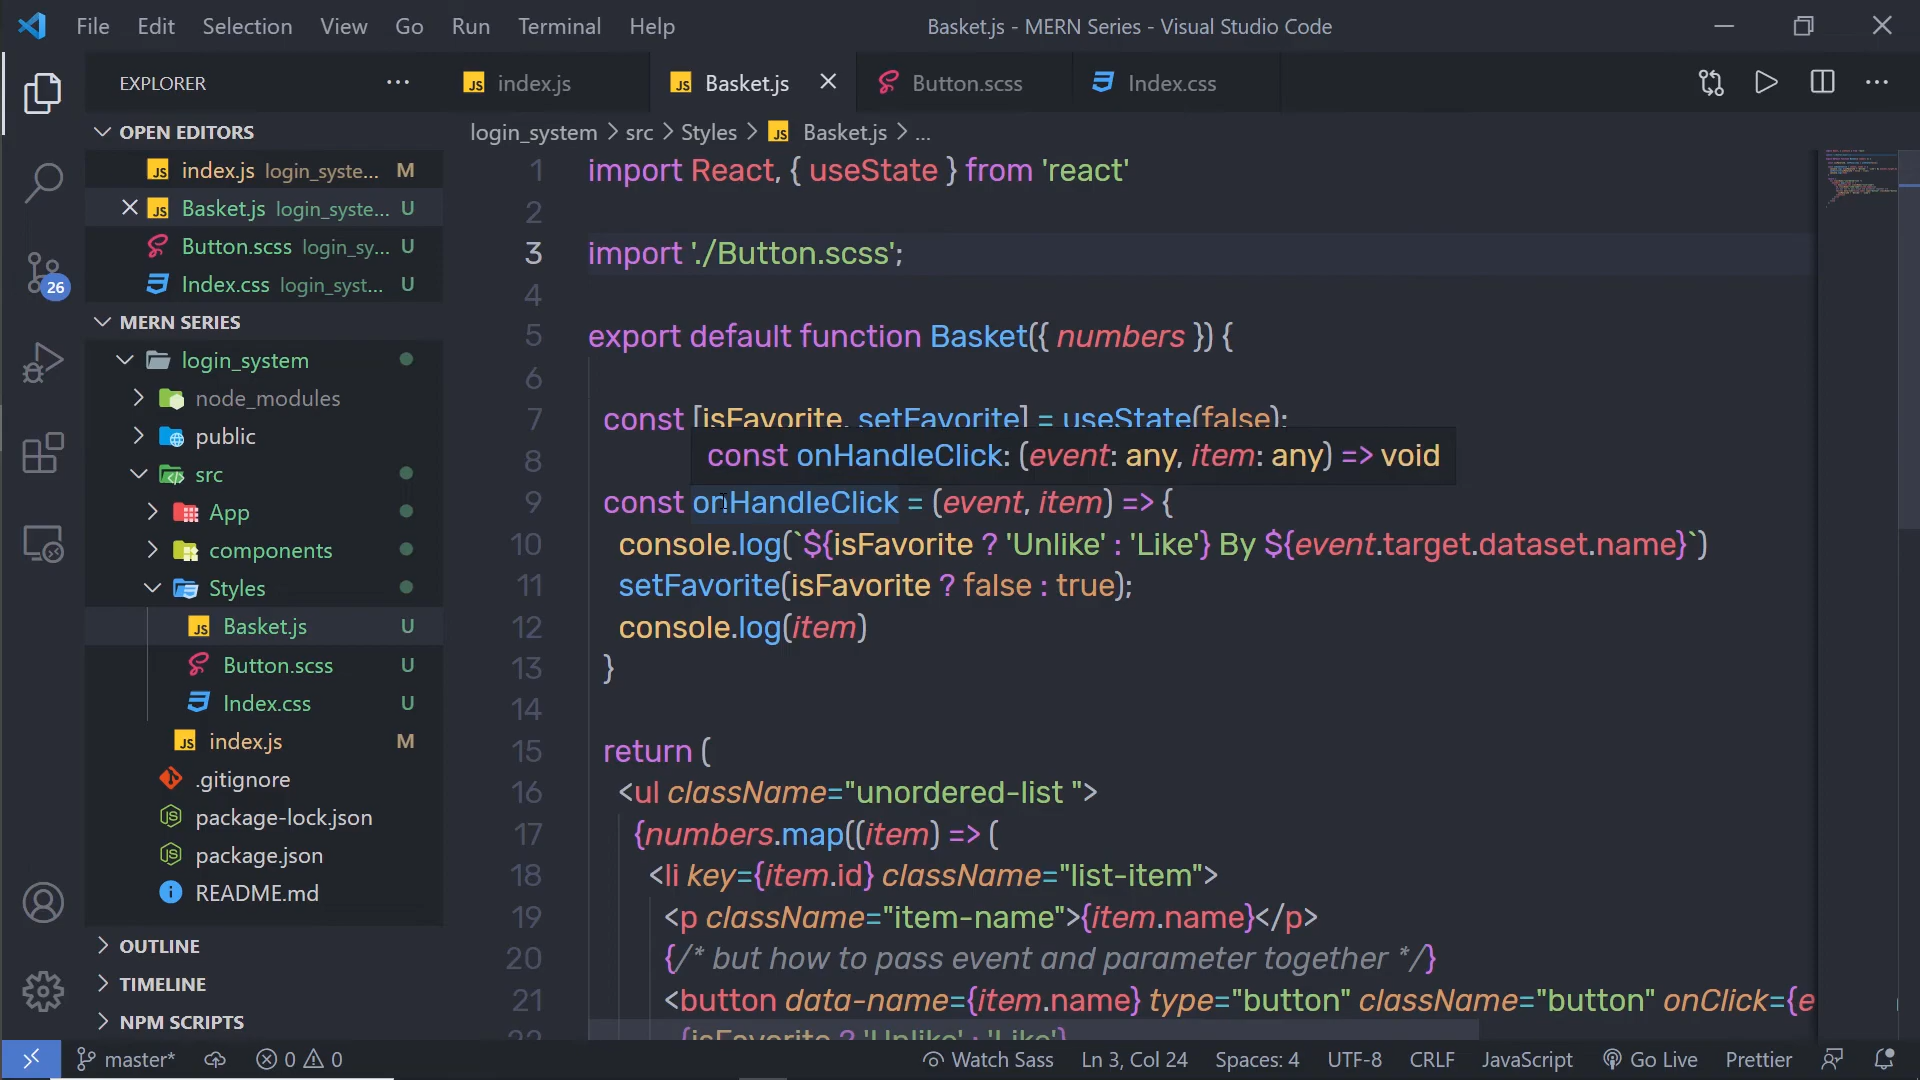 File Edit Selection View Go Run Terminal Help
Basket.js - MERN Series - Visual Studio Code
EXPLORER
index.js
Basket.js
Button.scss
Index.css
OPEN EDITORS
index.js login_syste... M
Basket.js login_syste... U
Button.scss login_sy... U
Index.css login_syst... U
26
MERN SERIES
login_system
node_modules
public
src
App
components
Styles
Basket.js U
Button.scss U
Index.css U
index.js M
.gitignore
package-lock.json
package.json
README.md
OUTLINE
TIMELINE
NPM SCRIPTS
login_system > src > Styles > JS Basket.js > ...
1 import React, { useState } from 'react'
2
3 import './Button.scss';
4
5 export default function Basket({ numbers }) {
6
7 const [isFavorite, setFavorite] = useState(false);
const onHandleClick: (event: any, item: any) => void
8
9 const onHandleClick = (event, item) => {
10 console.log(`${isFavorite ? 'Unlike' : 'Like'} By ${event.target.dataset.name}`)
11 setFavorite(isFavorite ? false : true);
12 console.log(item)
13 }
14
15 return (
16 <ul className="unordered-list ">
17 {numbers.map((item) => (
18 <li key={item.id} className="list-item">
19 <p className="item-name">{item.name}</p>
20 {/* but how to pass event and parameter together */}
21 <button data-name={item.name} type="button" className="button" onClick={e
22 {isFavorite ? 'Unlike' : 'Like'}
master* 0 0 Watch Sass Ln 3, Col 24 Spaces: 4 UTF-8 CRLF JavaScript Go Live Prettier